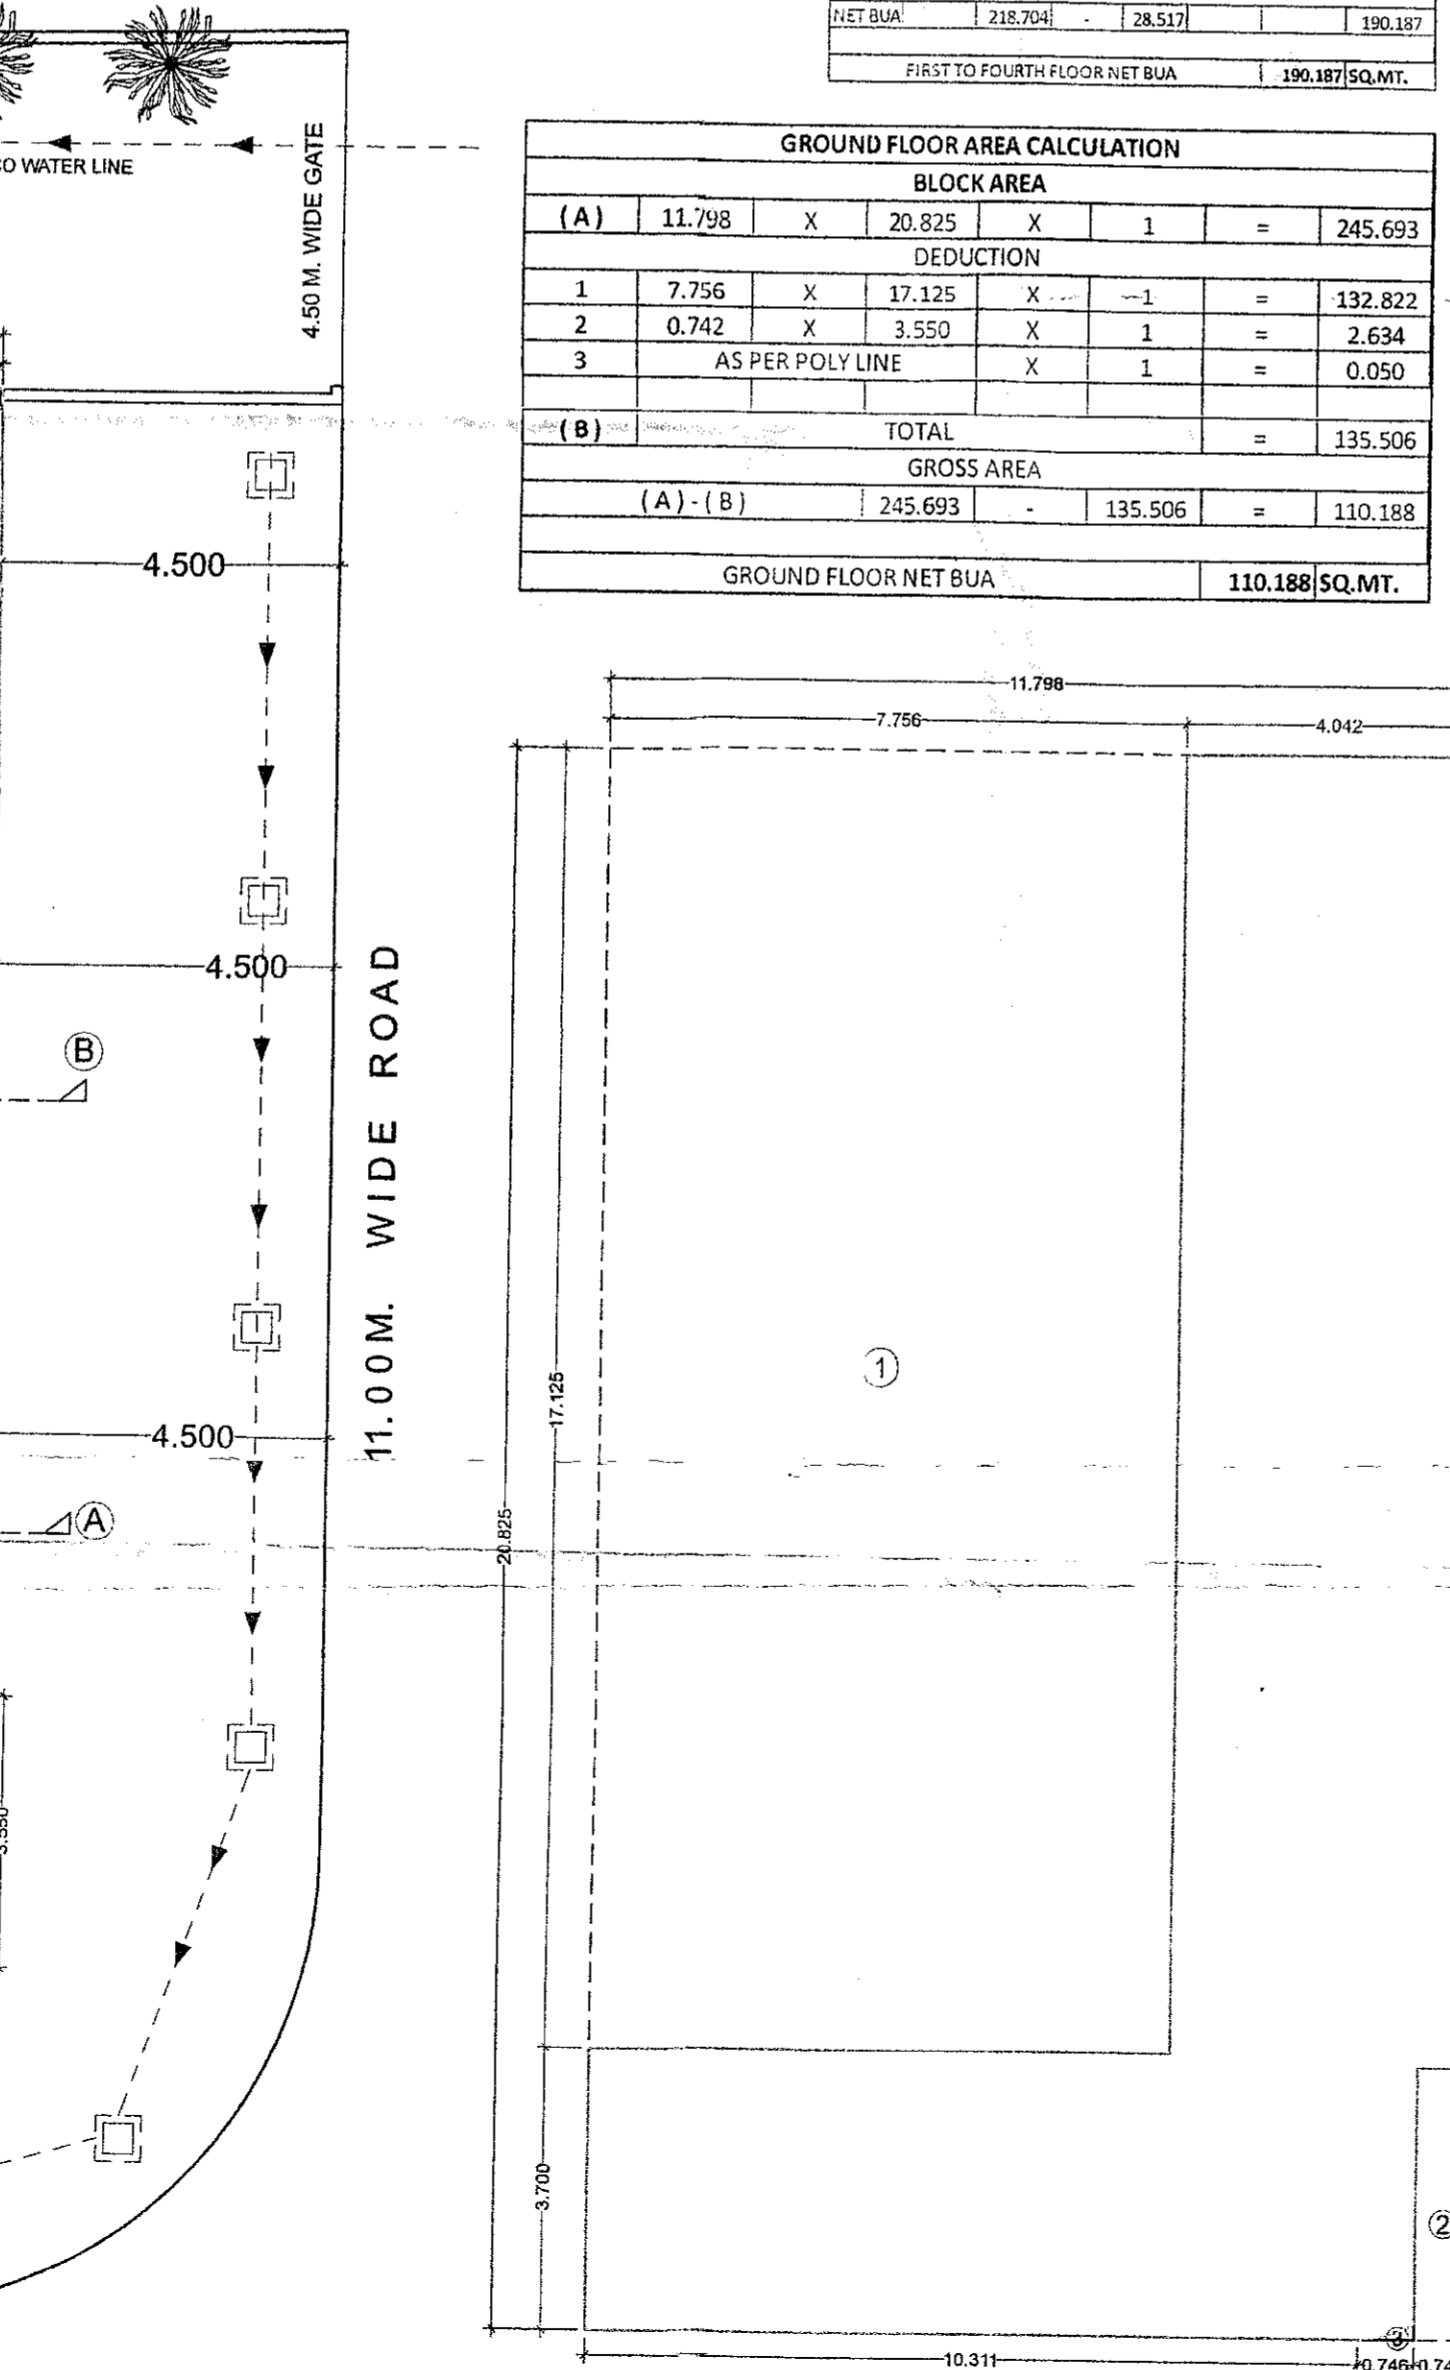 NET BUA 218.704 - 28.517 190.187
FIRST TO FOURTH FLOOR NET BUA 190.187 SQ.MT.
GROUND FLOOR AREA CALCULATION
BLOCK AREA
(A) 11.798 X 20.825 X 1 = 245.693
DEDUCTION
1 7.756 X 17.125 X 1 = 132.822
2 0.742 X 3.550 X 1 = 2.634
3 AS PER POLY LINE X 1 = 0.050
(B) TOTAL = 135.506
GROSS AREA
(A)-(B) 245.693 - 135.506 = 110.188
GROUND FLOOR NET BUA 110.188 SQ.MT.
WATER LINE
4.50 M. WIDE GATE
4.500
4.500
B
11.00M. WIDE ROAD
4.500
A
11.798
7.756
4.042
1
17.125
20.825
3.700
2
3
10.311
0.746